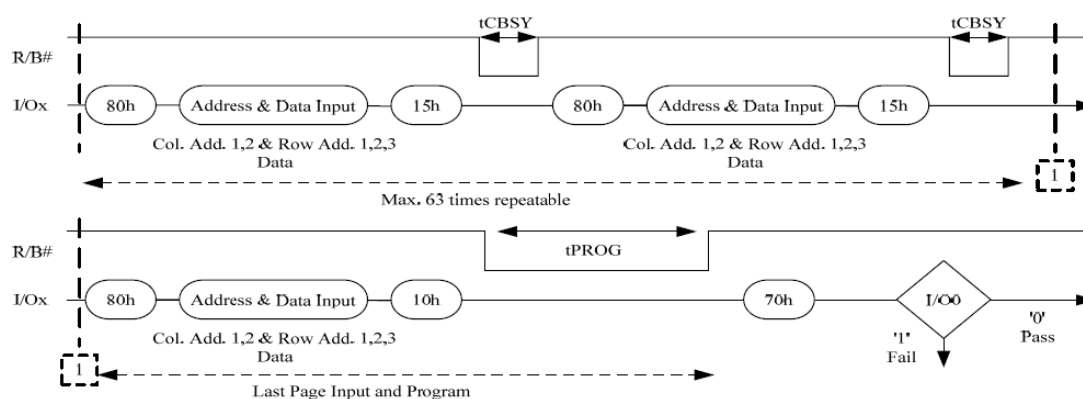 tCBSY tCBSY
R/B#
I/Ox 80h Address & Data Input 15h 80h Address & Data Input 15h
Col. Add. 1,2 & Row Add. 1,2,3 Col. Add. 1,2 & Row Add. 1,2,3
Data Data
1
Max. 63 times repeatable
R/B#
tPROG
I/Ox 80h Address & Data Input 10h 70h I/O0 '0'
Pass
Col. Add. 1,2 & Row Add. 1,2,3 '1'
Data Fail
1
Last Page Input and Program